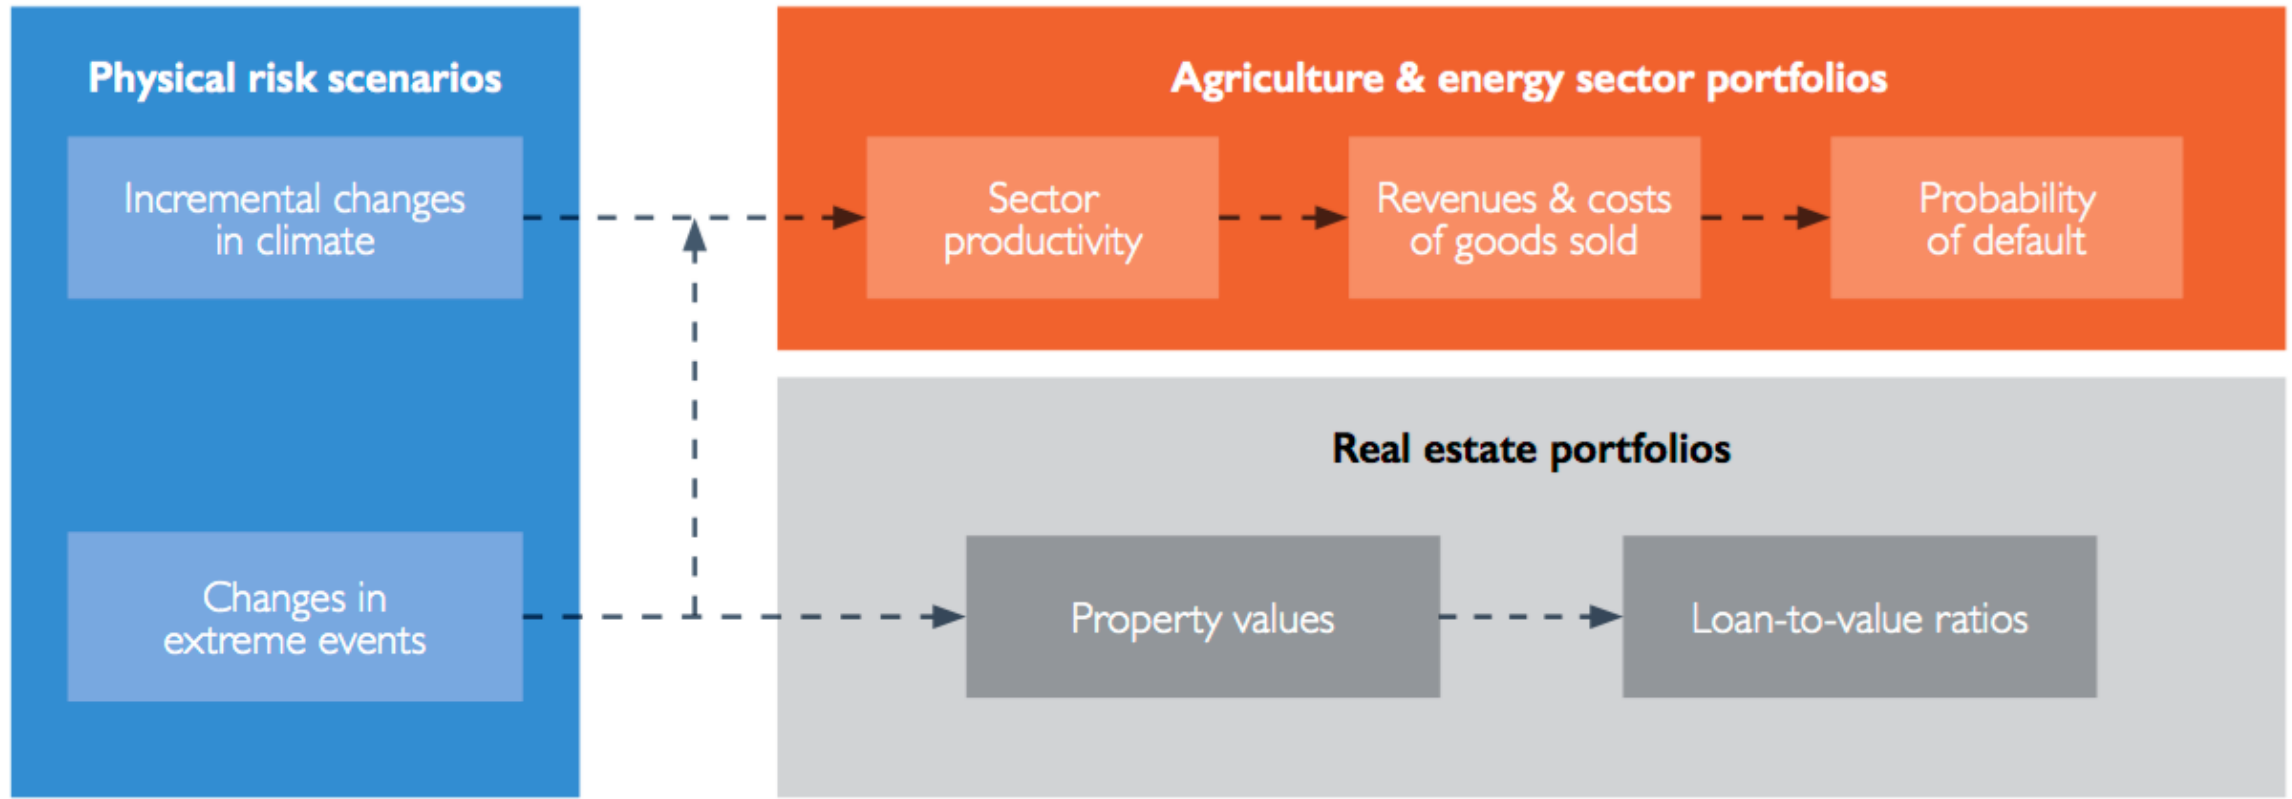 Physical risk scenarios
Incremental changes
in climate
Changes in
extreme events
Agriculture & energy sector portfolios
Sector
productivity
Revenues & costs
of goods sold
Probability
of default
Real estate portfolios
Property values
Loan-to-value ratios